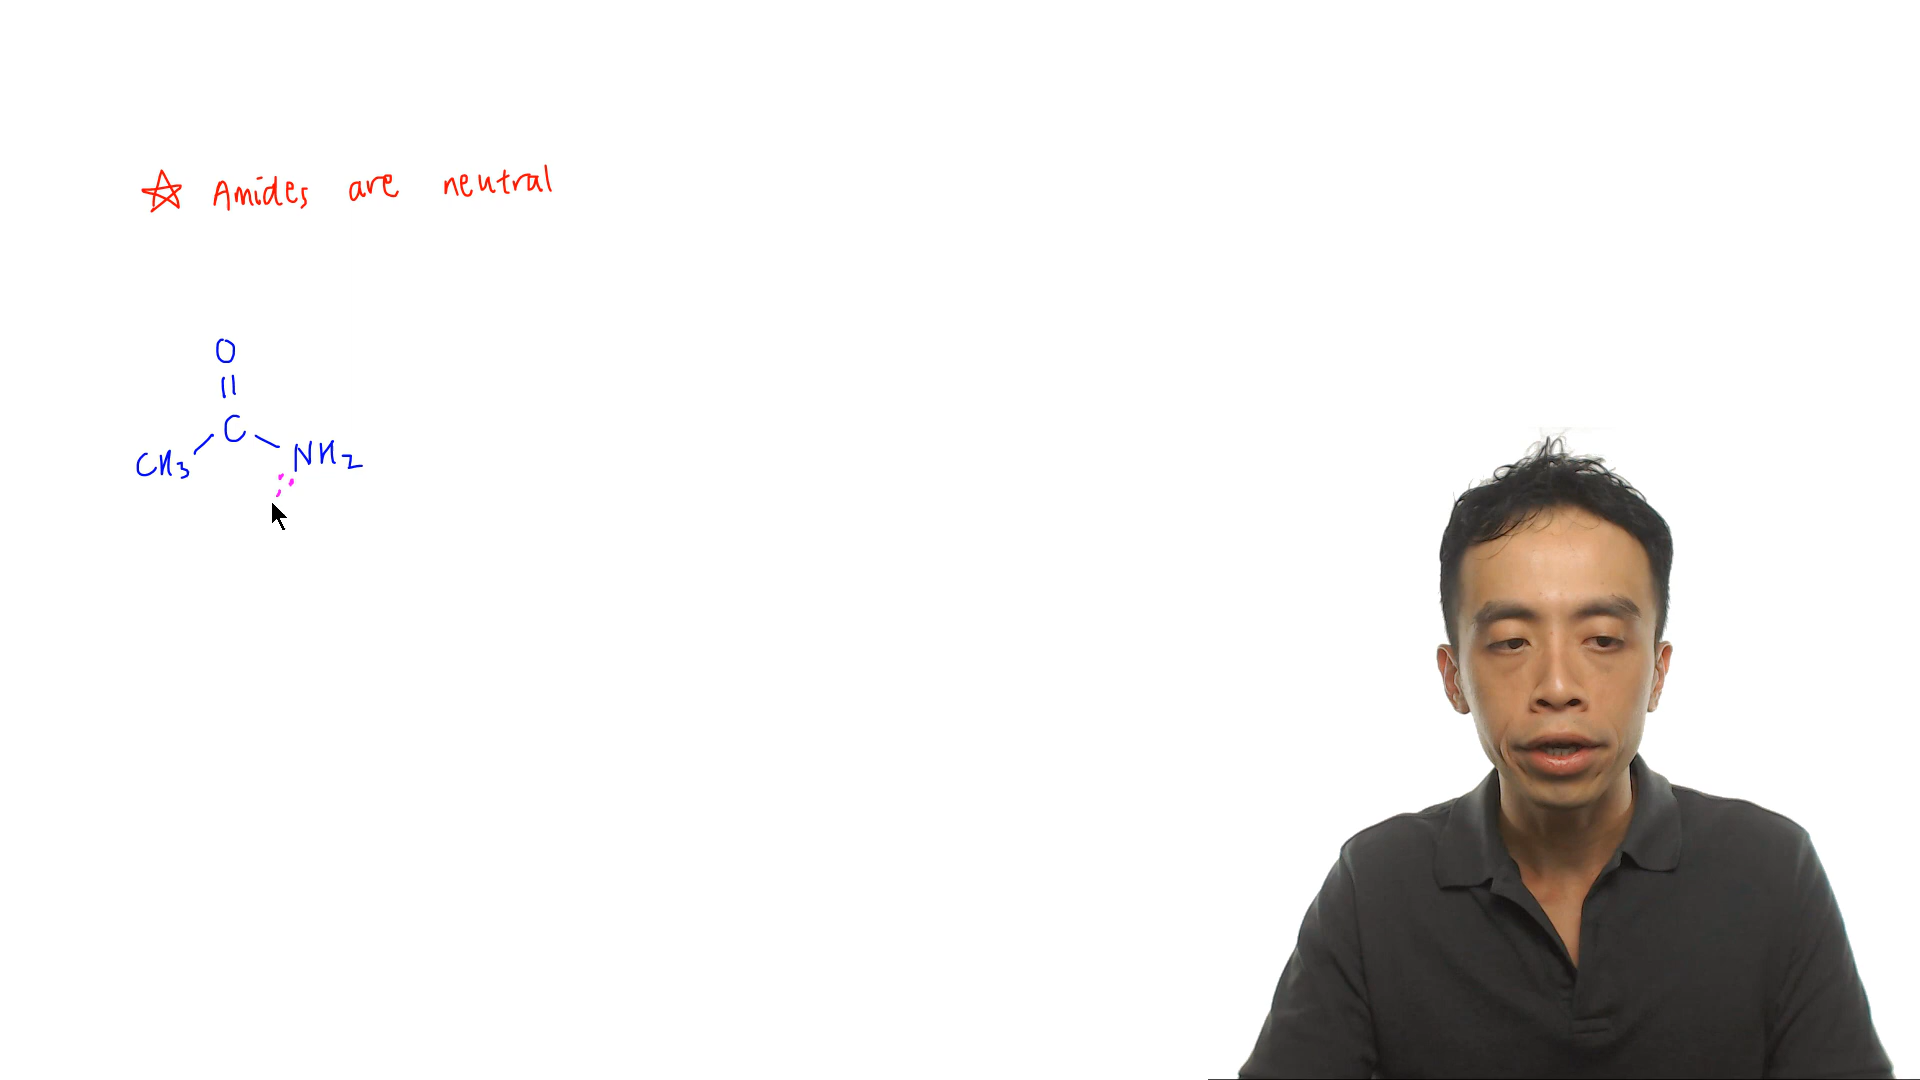 ☆ Amides are neutral
O
||
C
CH₃ NH₂